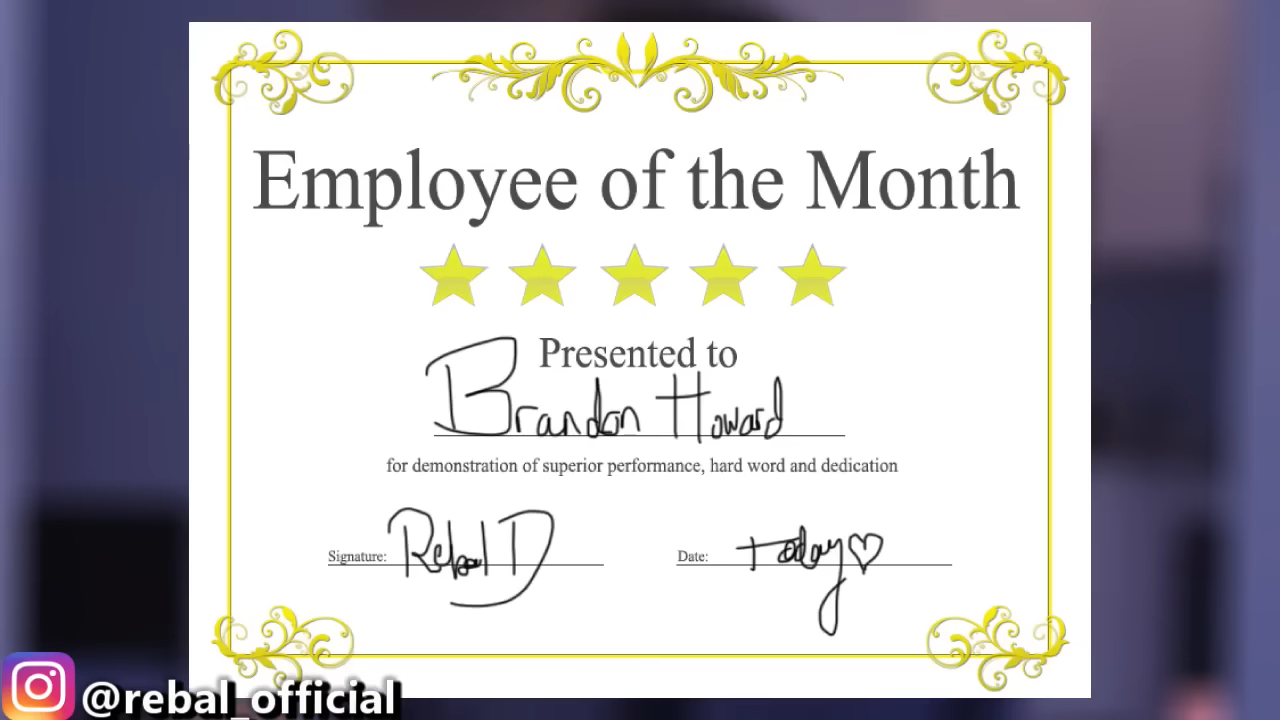 Employee of the Month
Presented to
Brandon Howard
for demonstration of superior performance, hard word and dedication
Signature: Rebal D
Date: Today♡
@rebal_official